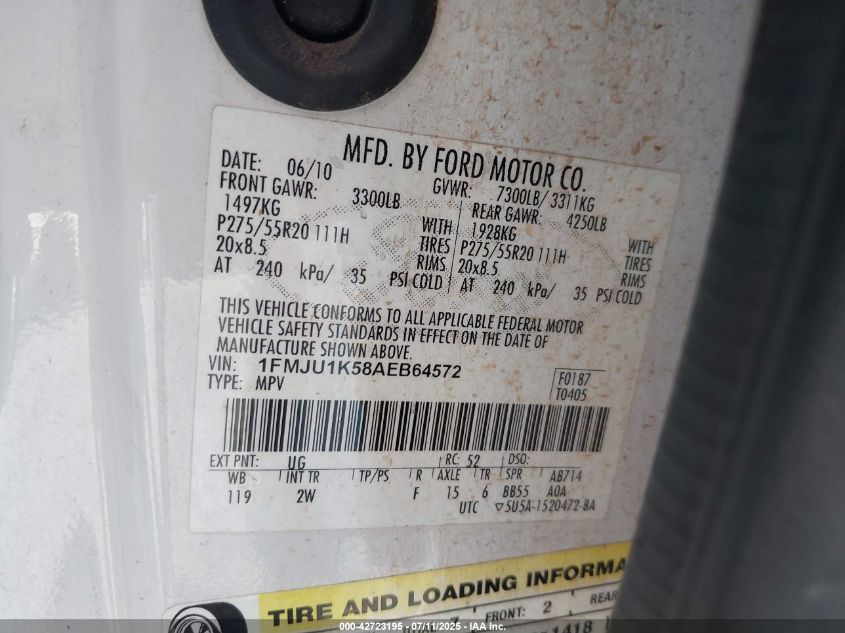 MFD. BY FORD MOTOR CO.
DATE: 06/10 GVWR: 7300LB/ 3311KG
FRONT GAWR: 3300LB REAR GAWR: 4250LB
1497KG WITH 1928KG WITH
P275/55R20 111H TIRES P275/55R20 111H TIRES
20x8.5 RIMS 20x8.5 RIMS
AT 240 kPa/ 35 PSI COLD AT 240 kPa/ 35 PSI COLD
THIS VEHICLE CONFORMS TO ALL APPLICABLE FEDERAL MOTOR
VEHICLE SAFETY STANDARDS IN EFFECT ON THE DATE OF
MANUFACTURE SHOWN ABOVE.
VIN: 1FMJU1K58AEB64572
TYPE: MPV
F0187
T0405
EXT PNT: UG RC: 52 DSO:
WB INT TR TP/PS R AXLE TR SPR AB714
119 2W F 15 6 BB55 A0A
UTC ▽5U5A-1520472-BA
TIRE AND LOADING INFORMA
7 FRONT: 2 REAR
1418
000-42723195 - 07/11/2025 - IAA Inc.